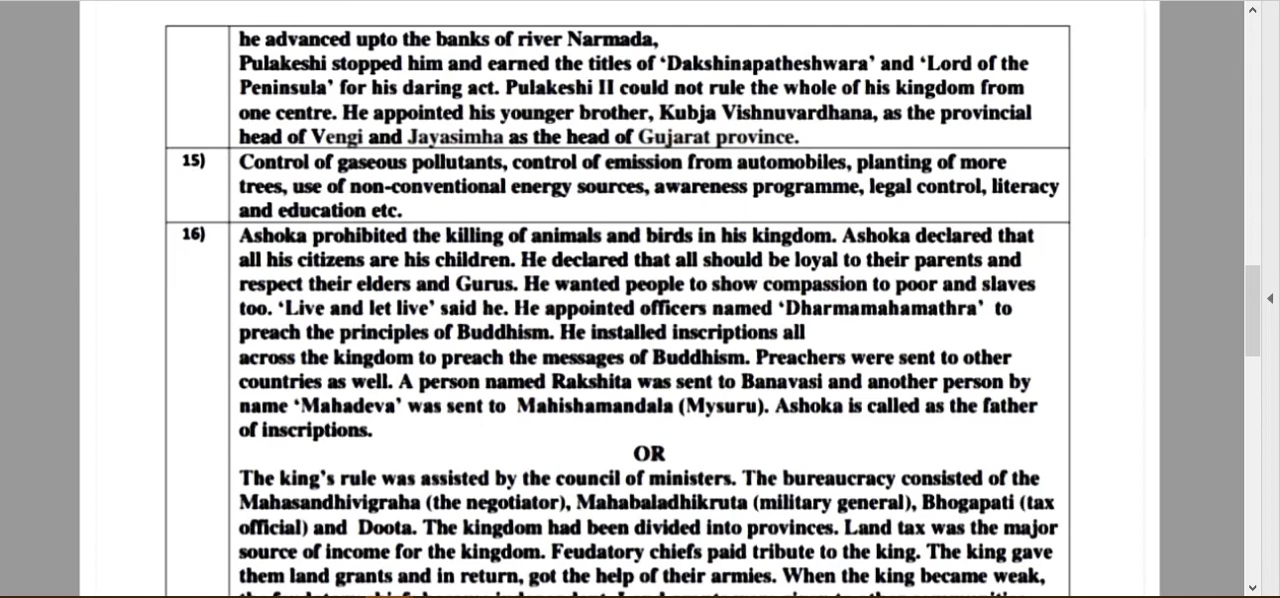 he advanced upto the banks of river Narmada,
Pulakeshi stopped him and earned the titles of ‘Dakshinapatheshwara’ and ‘Lord of the
Peninsula’ for his daring act. Pulakeshi II could not rule the whole of his kingdom from
one centre. He appointed his younger brother, Kubja Vishnuvardhana, as the provincial
head of Vengi and Jayasimha as the head of Gujarat province.
15) Control of gaseous pollutants, control of emission from automobiles, planting of more
trees, use of non-conventional energy sources, awareness programme, legal control, literacy
and education etc.
16) Ashoka prohibited the killing of animals and birds in his kingdom. Ashoka declared that
all his citizens are his children. He declared that all should be loyal to their parents and
respect their elders and Gurus. He wanted people to show compassion to poor and slaves
too. ‘Live and let live’ said he. He appointed officers named ‘Dharmamahamathra’ to
preach the principles of Buddhism. He installed inscriptions all
across the kingdom to preach the messages of Buddhism. Preachers were sent to other
countries as well. A person named Rakshita was sent to Banavasi and another person by
name ‘Mahadeva’ was sent to Mahishamandala (Mysuru). Ashoka is called as the father
of inscriptions.
OR
The king’s rule was assisted by the council of ministers. The bureaucracy consisted of the
Mahasandhivigraha (the negotiator), Mahabaladhikruta (military general), Bhogapati (tax
official) and Doota. The kingdom had been divided into provinces. Land tax was the major
source of income for the kingdom. Feudatory chiefs paid tribute to the king. The king gave
them land grants and in return, got the help of their armies. When the king became weak,